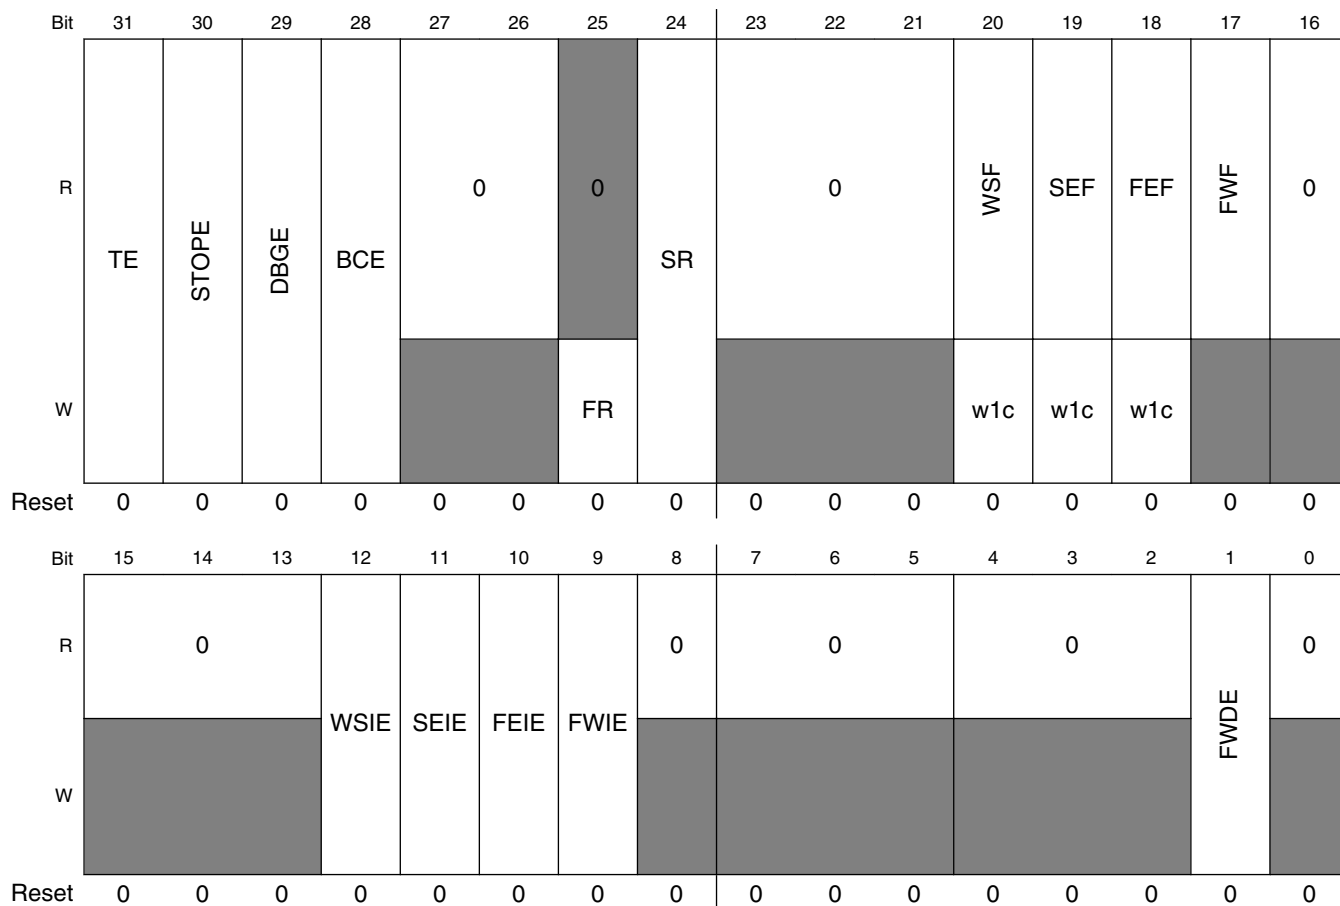 Bit 31 30 29 28 27 26 25 24 23 22 21 20 19 18 17 16
R TE STOPE DBGE BCE 0 0 SR 0 WSF SEF FEF FWF 0
W FR w1c w1c w1c
Reset 0 0 0 0 0 0 0 0 0 0 0 0 0 0 0 0
Bit 15 14 13 12 11 10 9 8 7 6 5 4 3 2 1 0
R 0 WSIE SEIE FEIE FWIE 0 0 0 FWDE 0
W
Reset 0 0 0 0 0 0 0 0 0 0 0 0 0 0 0 0